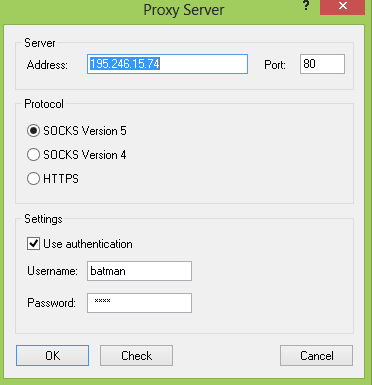 Proxy Server
?
Server
Address: 195.246.15.74 Port: 80
Protocol
SOCKS Version 5
SOCKS Version 4
HTTPS
Settings
Use authentication
Username: batman
Password: ****
OK Check Cancel